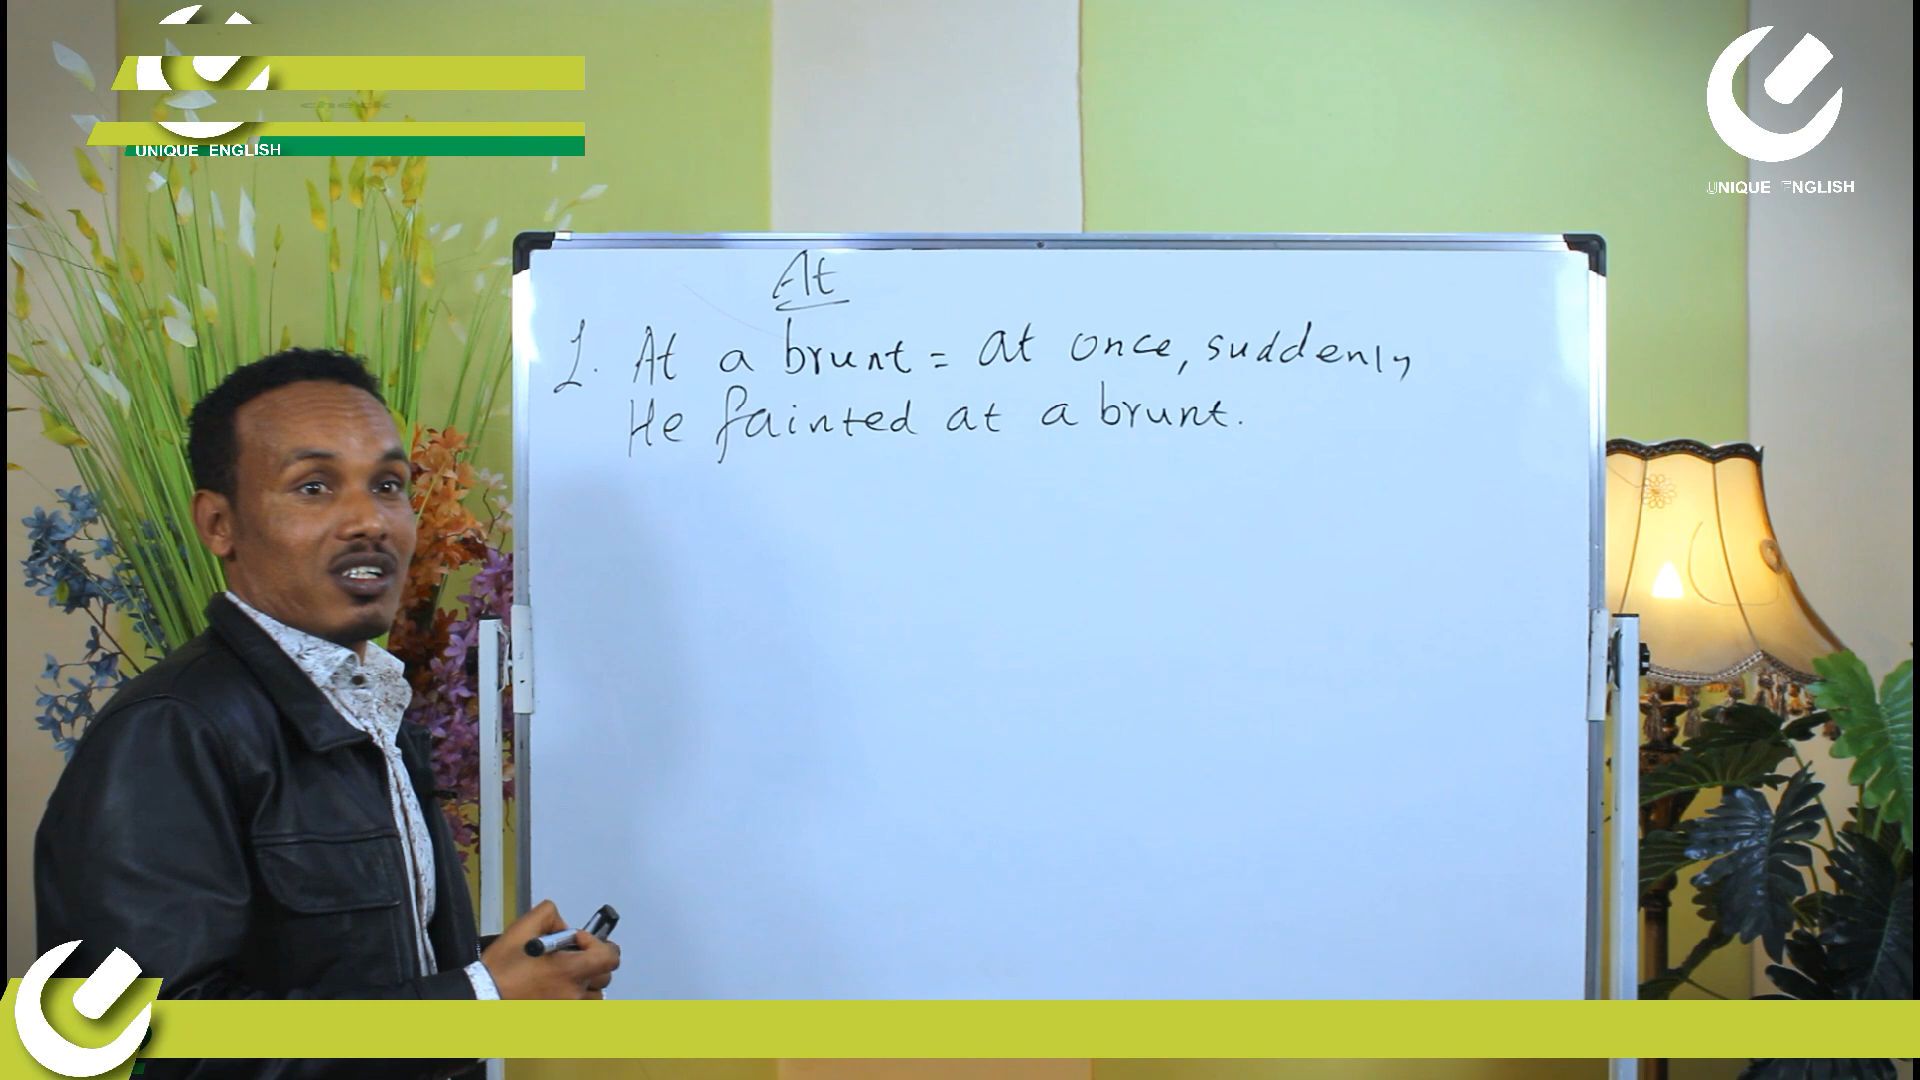 UNIQUE ENGLISH
UNIQUE ENGLISH
At
1. At a brunt = at once, suddenly
He fainted at a brunt.